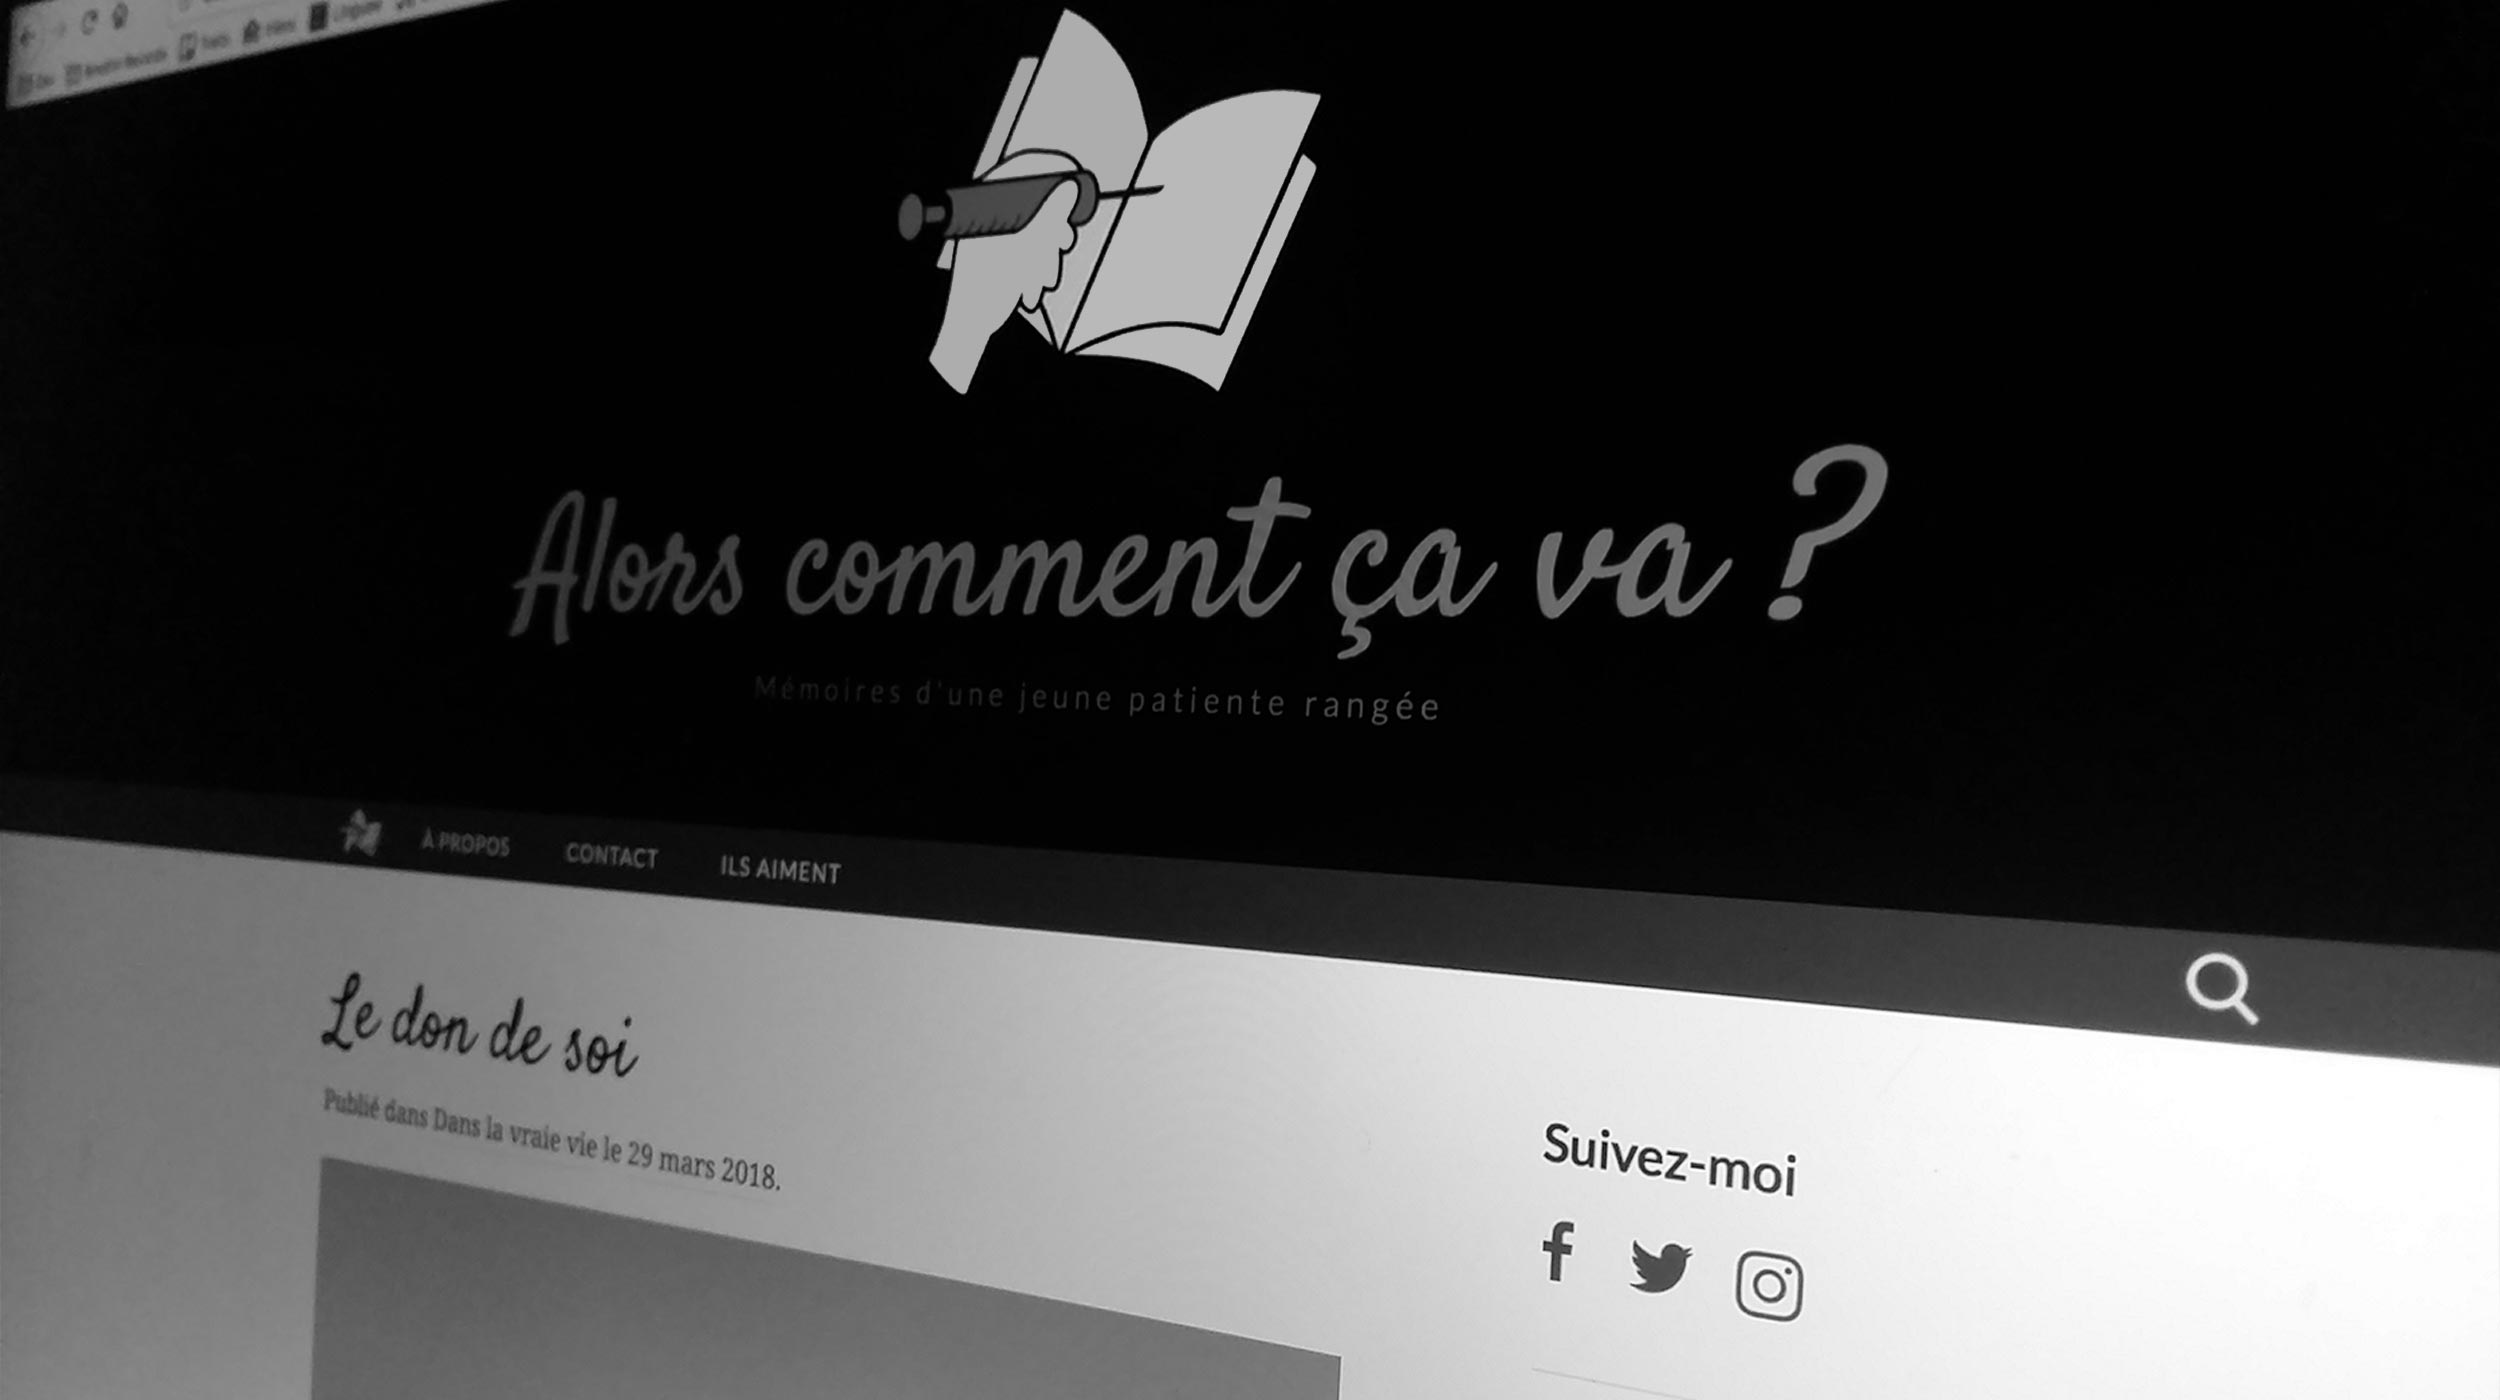 Alors comment ça va ?
Mémoires d'une jeune patiente rangée
À PROPOS CONTACT ILS AIMENT
Le don de soi
Publié dans Dans la vraie vie le 29 mars 2018.
Suivez-moi